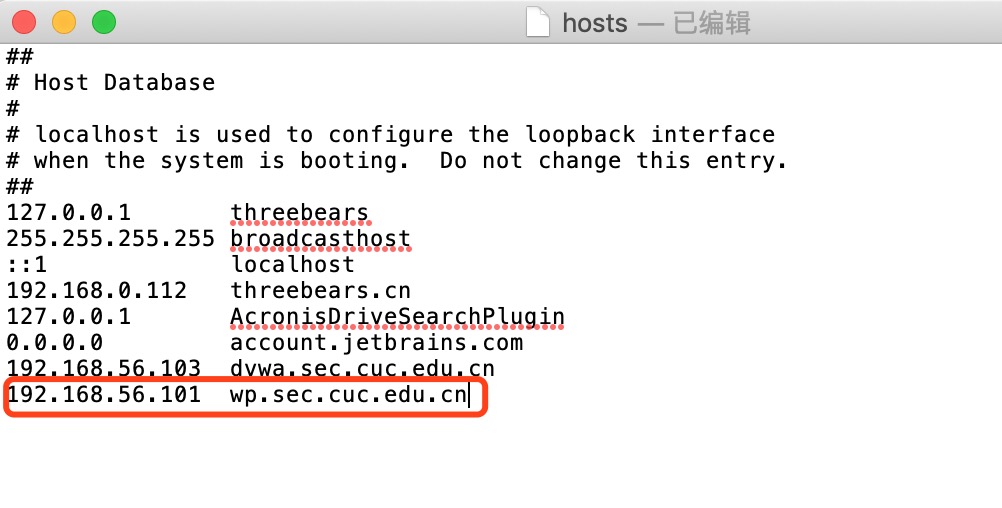 hosts — 已编辑
##
# Host Database
#
# localhost is used to configure the loopback interface
# when the system is booting.  Do not change this entry.
##
127.0.0.1       threebears
255.255.255.255 broadcasthost
::1             localhost
192.168.0.112   threebears.cn
127.0.0.1       AcronisDriveSearchPlugin
0.0.0.0         account.jetbrains.com
192.168.56.103  dvwa.sec.cuc.edu.cn
192.168.56.101  wp.sec.cuc.edu.cn